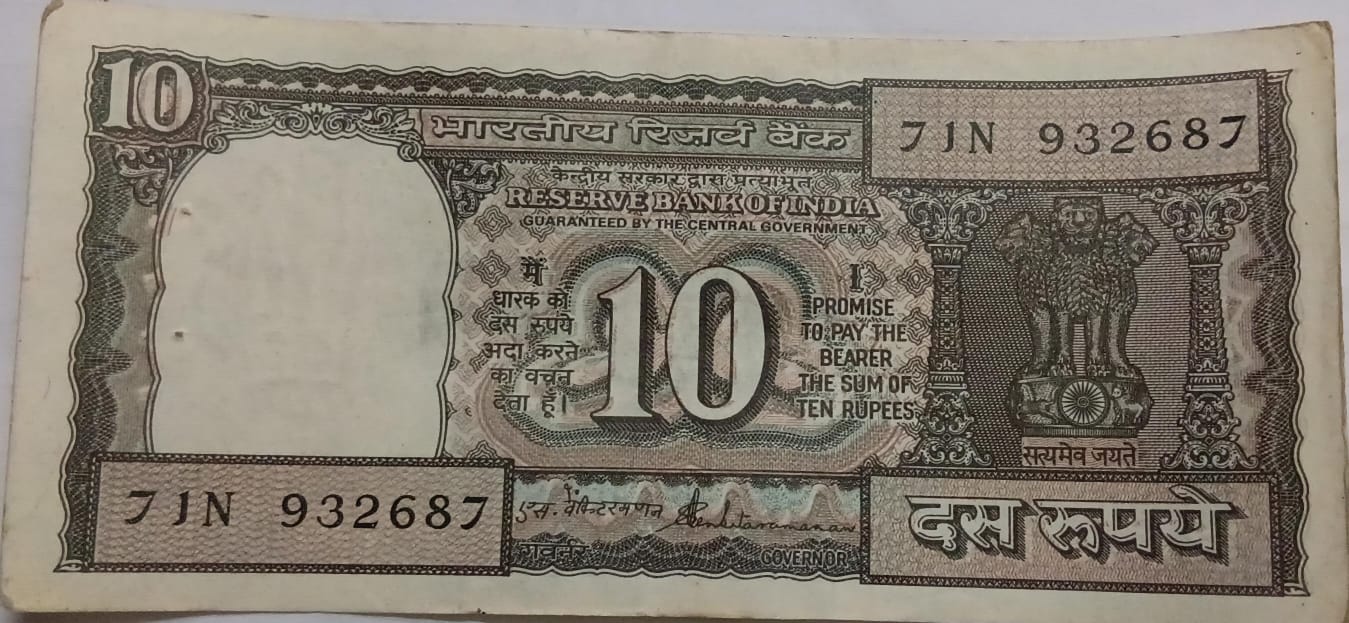 10
भारतीय रिज़र्व बैंक
7JN 932687
केन्द्रीय सरकार द्वारा प्रत्याभूत
RESERVE BANK OF INDIA
GUARANTEED BY THE CENTRAL GOVERNMENT
मैं
धारक को
दस रुपये
अदा करने
का वचन
देता हूँ।
10
I
PROMISE
TO PAY THE
BEARER
THE SUM OF
TEN RUPEES
सत्यमेव जयते
7JN 932687
एस. वेंकिटरमणन
S Venkitaramanan
गवर्नर
GOVERNOR
दस रूपये